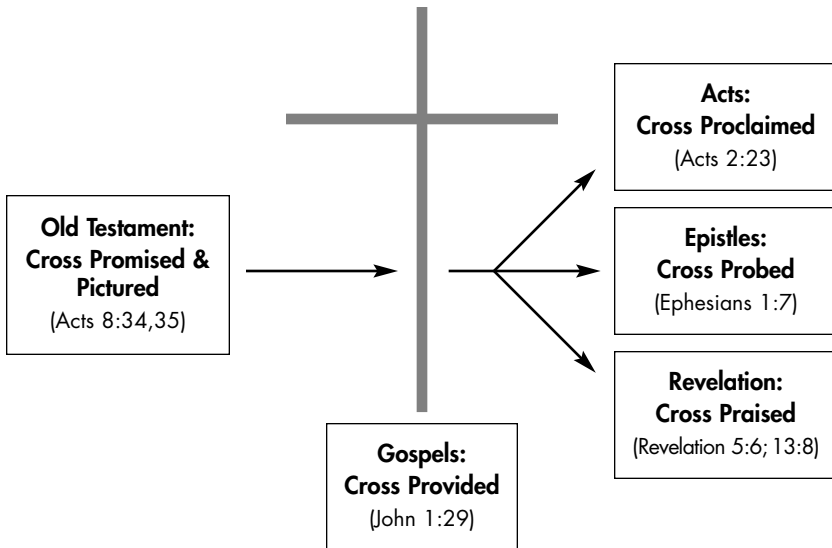 Old Testament:
Cross Promised &
Pictured
(Acts 8:34,35)
Gospels:
Cross Provided
(John 1:29)
Acts:
Cross Proclaimed
(Acts 2:23)
Epistles:
Cross Probed
(Ephesians 1:7)
Revelation:
Cross Praised
(Revelation 5:6; 13:8)